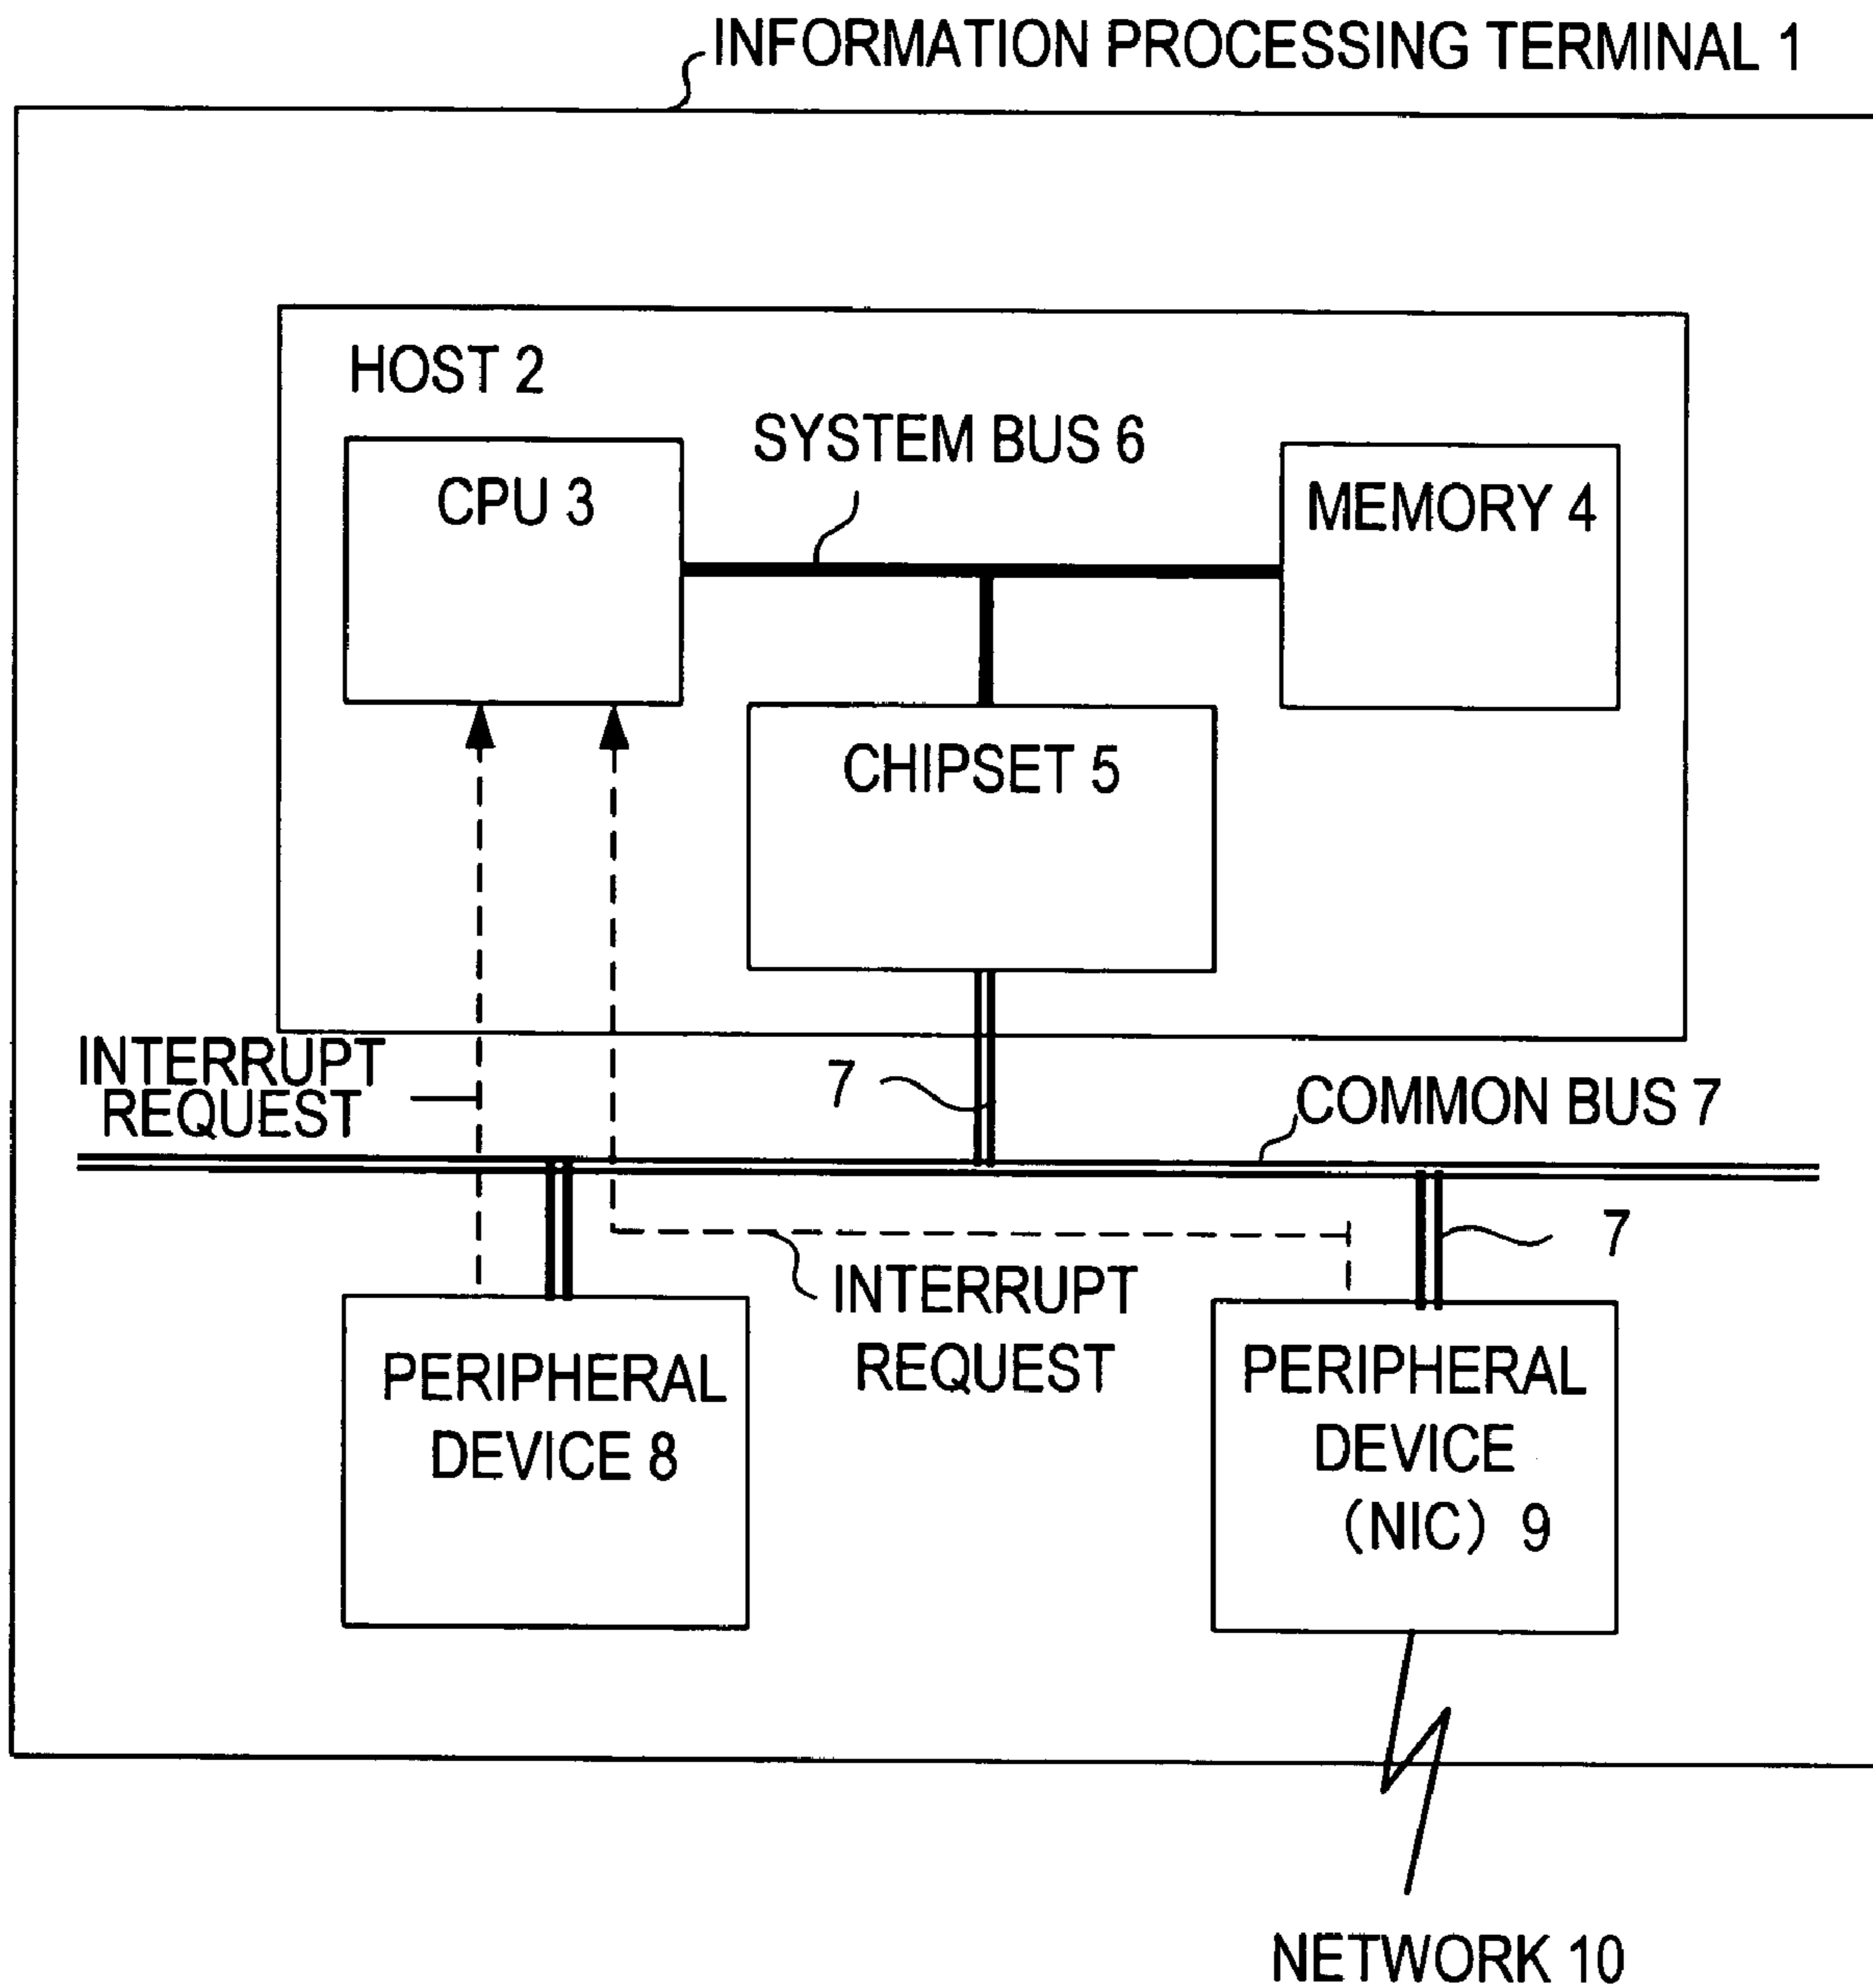 INFORMATION PROCESSING TERMINAL 1
HOST 2
SYSTEM BUS 6
CPU 3
MEMORY 4
CHIPSET 5
INTERRUPT
REQUEST
7
COMMON BUS 7
7
INTERRUPT
REQUEST
PERIPHERAL
DEVICE 8
PERIPHERAL
DEVICE
(NIC) 9
NETWORK 10